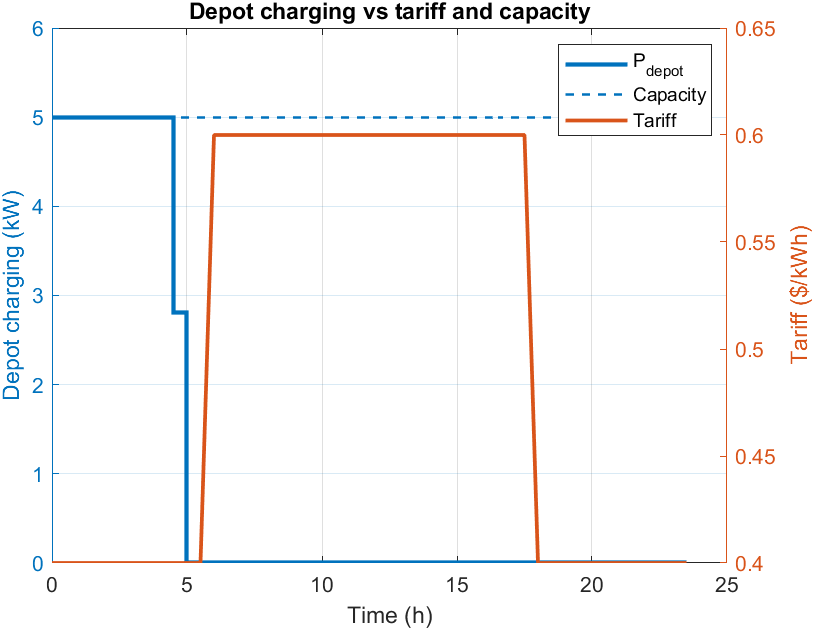 Depot charging vs tariff and capacity
6
5
4
3
2
1
0
Depot charging (kW)
P_depot
Capacity
Tariff
0.65
0.6
0.55
0.5
0.45
0.4
Tariff ($/kWh)
0 5 10 15 20 25
Time (h)